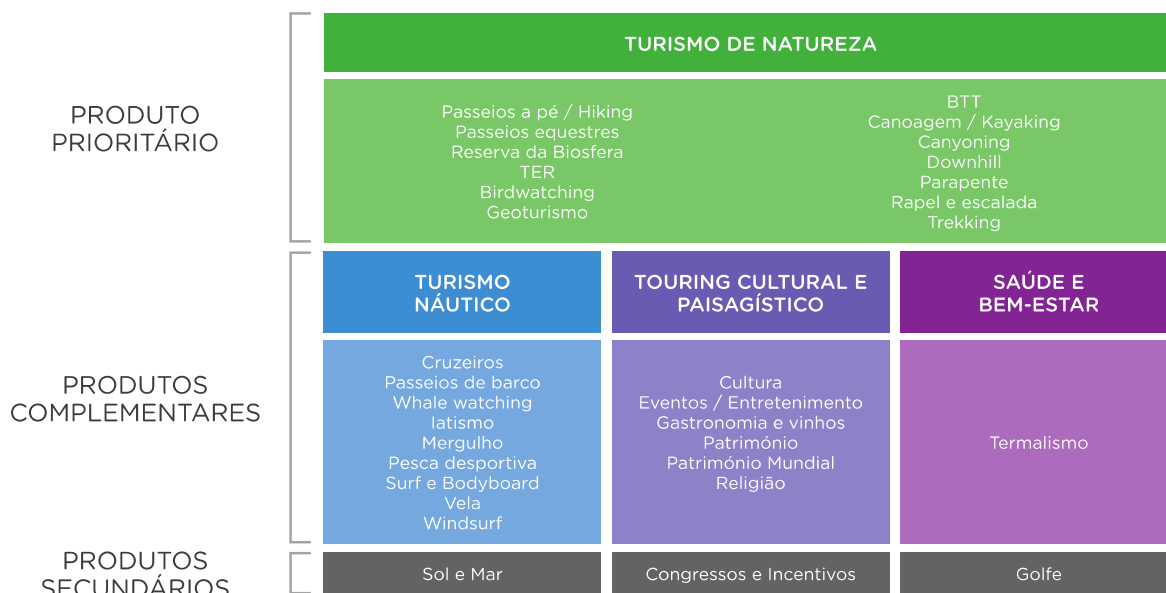 PRODUTO
PRIORITÁRIO
TURISMO DE NATUREZA
Passeios a pé / Hiking
Passeios equestres
Reserva da Biosfera
TER
Birdwatching
Geoturismo
BTT
Canoagem / Kayaking
Canyoning
Downhill
Parapente
Rapel e escalada
Trekking
PRODUTOS
COMPLEMENTARES
TURISMO
NÁUTICO
Cruzeiros
Passeios de barco
Whale watching
Iatismo
Mergulho
Pesca desportiva
Surf e Bodyboard
Vela
Windsurf
TOURING CULTURAL E
PAISAGÍSTICO
Cultura
Eventos / Entretenimento
Gastronomia e vinhos
Património
Património Mundial
Religião
SAÚDE E
BEM-ESTAR
Termalismo
PRODUTOS
SECUNDÁRIOS
Sol e Mar
Congressos e Incentivos
Golfe